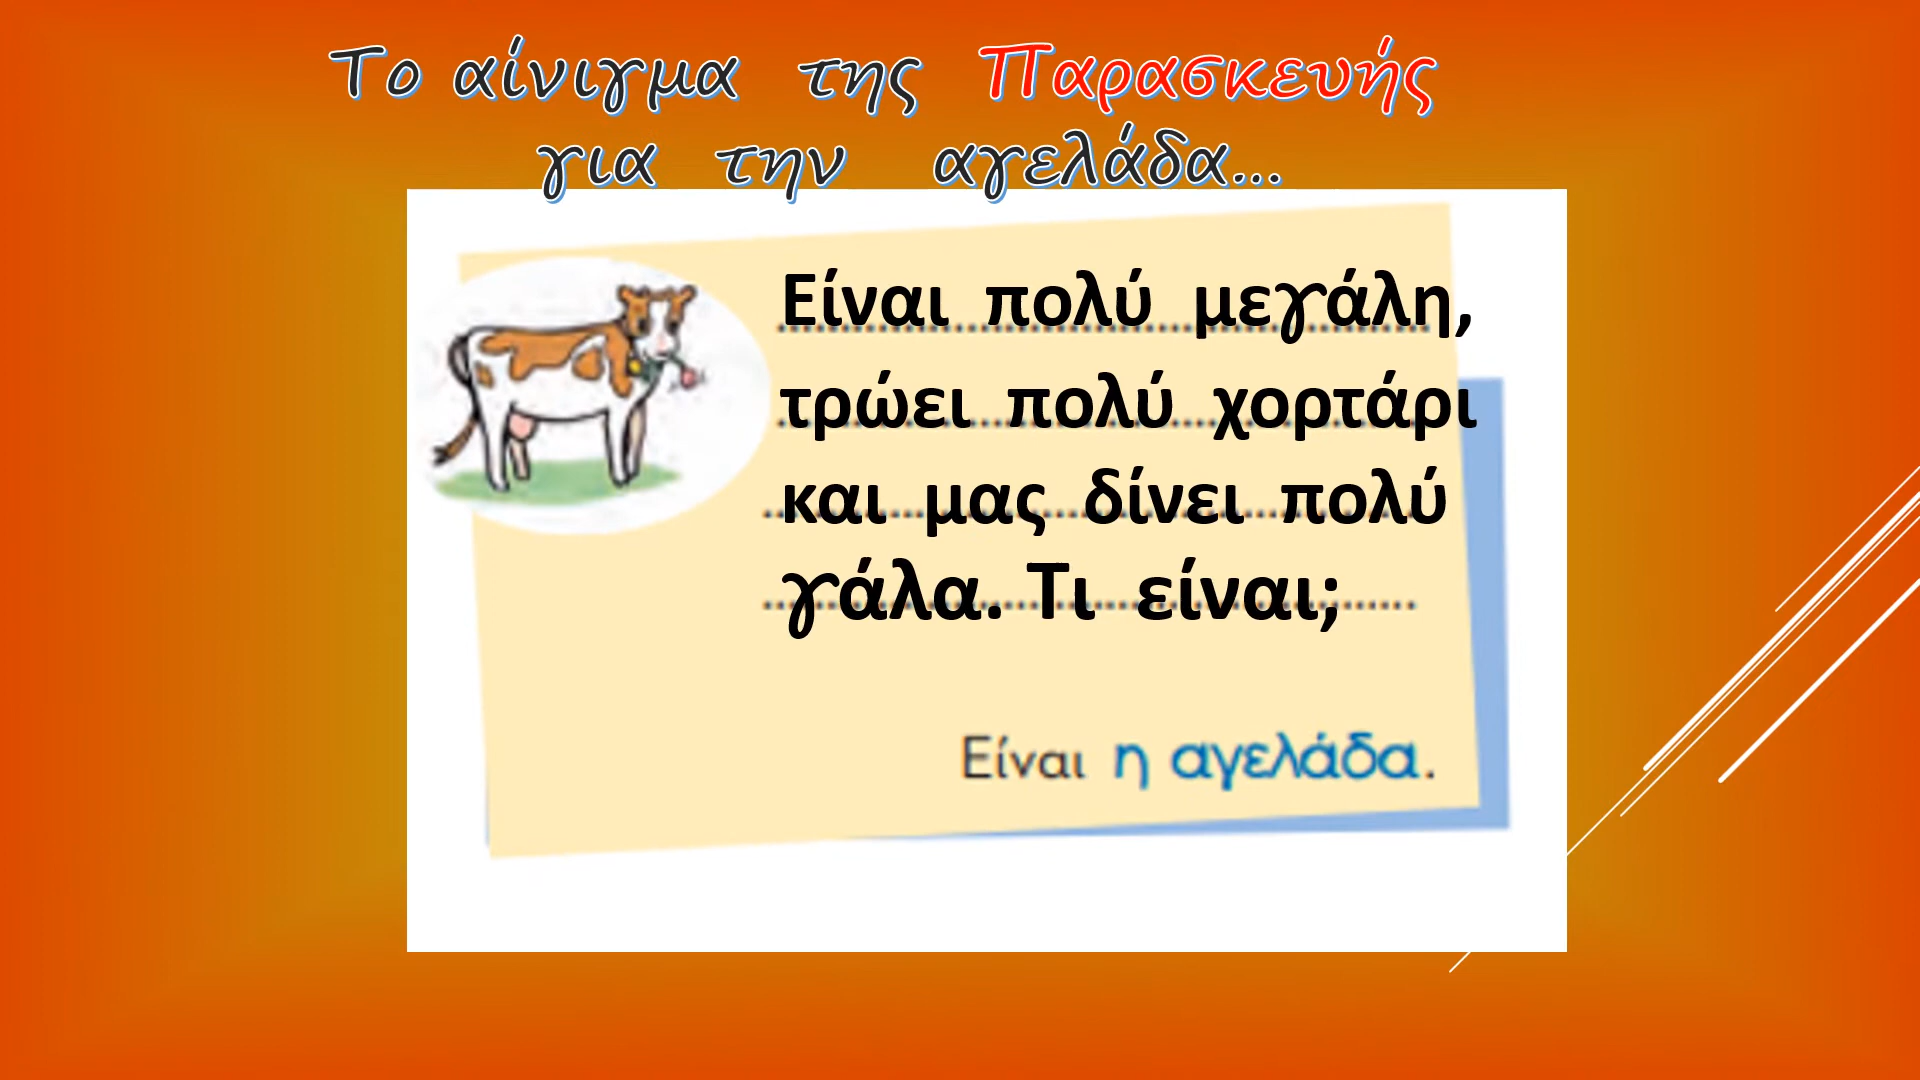 Το αίνιγμα της Παρασκευής
για την αγελάδα...
Είναι πολύ μεγάλη,
τρώει πολύ χορτάρι
και μας δίνει πολύ
γάλα. Τι είναι;
Είναι η αγελάδα.